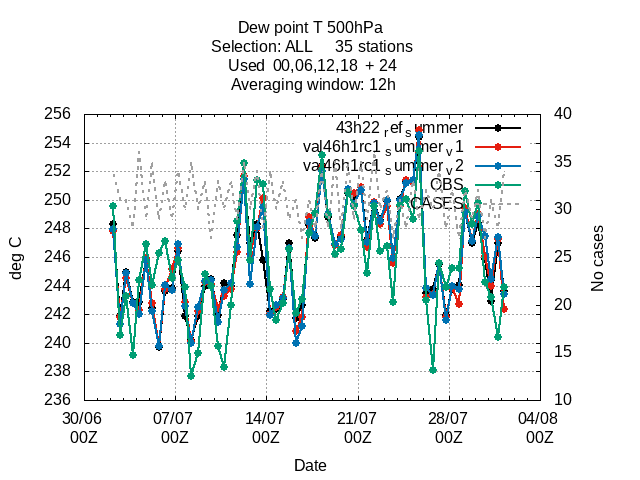 Dew point T 500hPa
Selection: ALL 35 stations
Used 00,06,12,18 + 24
Averaging window: 12h
256
254
252
250
248
246
244
242
240
238
236
deg C
40
35
30
25
20
15
10
No cases
43h22 ref summer
val46h1rc1 summer v1
val46h1rc1 summer v2
OBS
CASES
30/06 07/07 14/07 21/07 28/07 04/08
00Z 00Z 00Z 00Z 00Z 00Z
Date